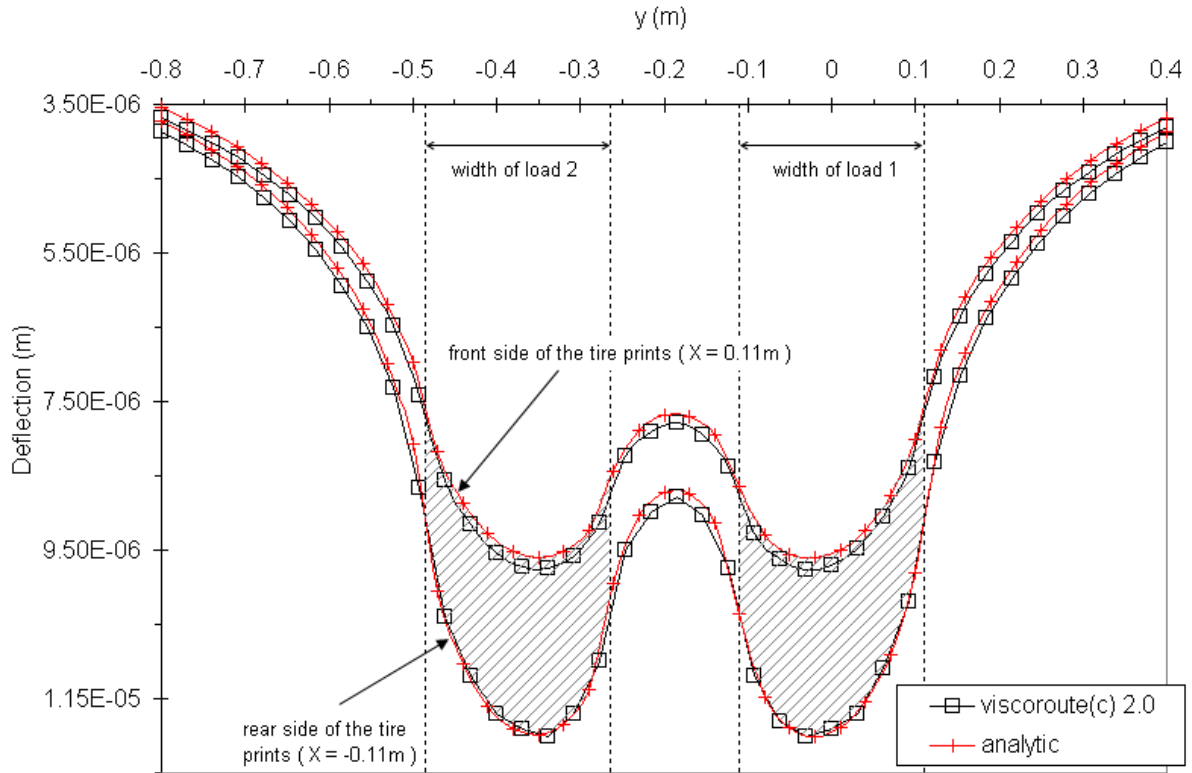 y (m)
-0.8 -0.7 -0.6 -0.5 -0.4 -0.3 -0.2 -0.1 0 0.1 0.2 0.3 0.4
3.50E-06
width of load 2
width of load 1
5.50E-06
front side of the tire prints ( X = 0.11m )
7.50E-06
Deflection (m)
9.50E-06
1.15E-05
rear side of the tire
prints ( X = -0.11m )
viscoroute(c) 2.0
analytic